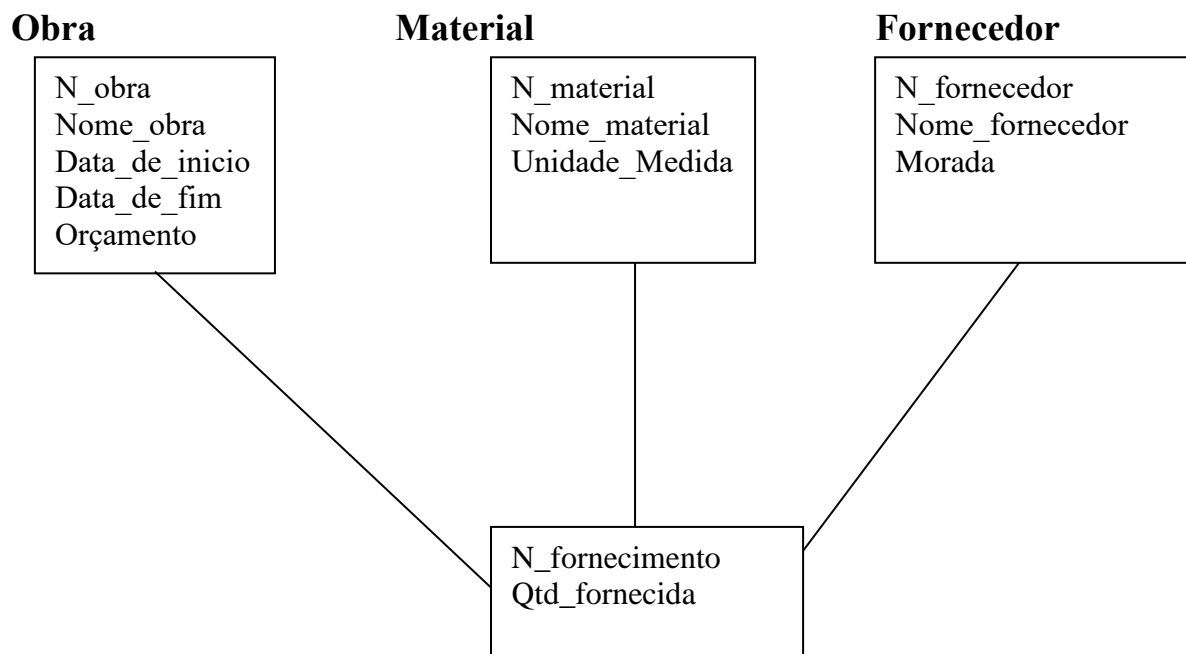 Obra
N_obra
Nome_obra
Data_de_inicio
Data_de_fim
Orçamento
Material
N_material
Nome_material
Unidade_Medida
Fornecedor
N_fornecedor
Nome_fornecedor
Morada
N_fornecimento
Qtd_fornecida